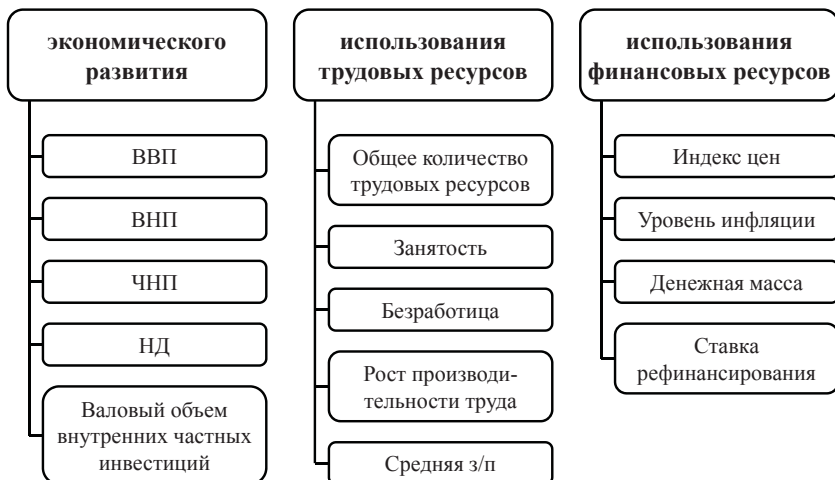 экономического
развития
ВВП
ВНП
ЧНП
НД
Валовый объем
внутренних частных
инвестиций
использования
трудовых ресурсов
Общее количество
трудовых ресурсов
Занятость
Безработица
Рост производи-
тельности труда
Средняя з/п
использования
финансовых ресурсов
Индекс цен
Уровень инфляции
Денежная масса
Ставка
рефинансирования